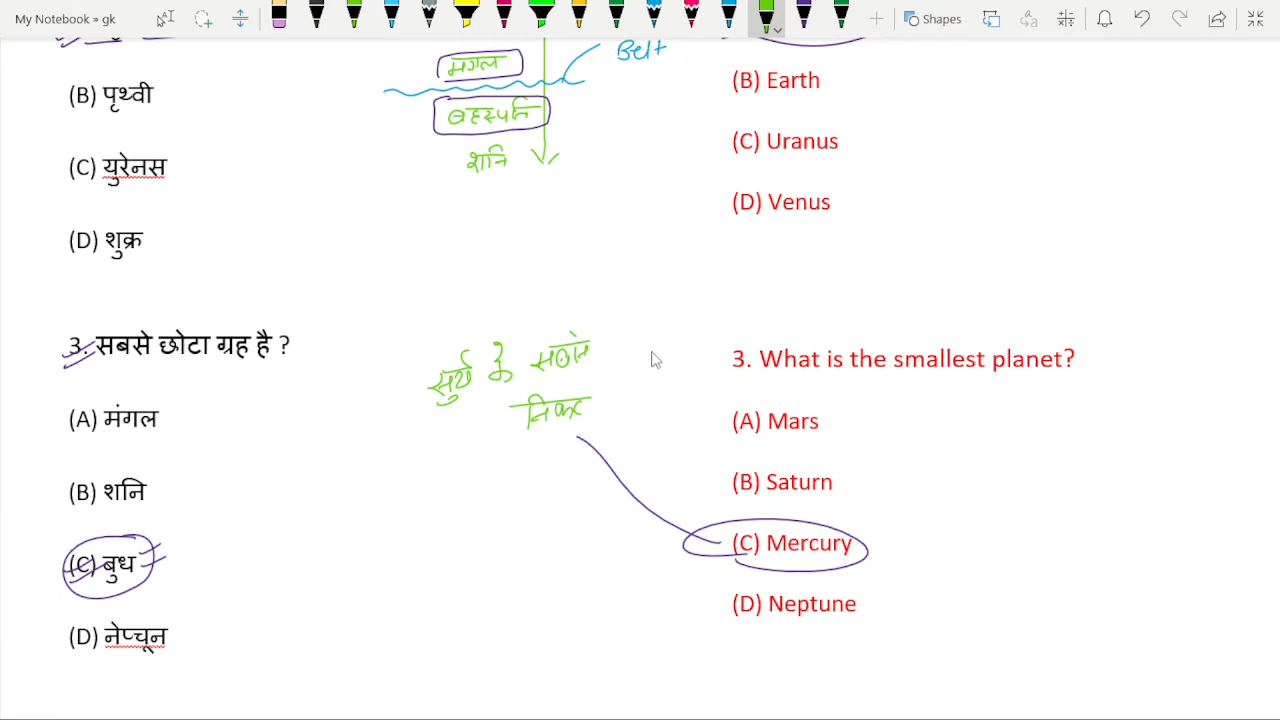 My Notebook » gk
Shapes
(B) पृथ्वी
(C) युरेनस
(D) शुक्र
मंगल
Belt
बृहस्पति
शनि
(B) Earth
(C) Uranus
(D) Venus
3. सबसे छोटा ग्रह है ?
(A) मंगल
(B) शनि
(C) बुध
(D) नेप्चून
सूर्य के सबसे
निकट
3. What is the smallest planet?
(A) Mars
(B) Saturn
(C) Mercury
(D) Neptune